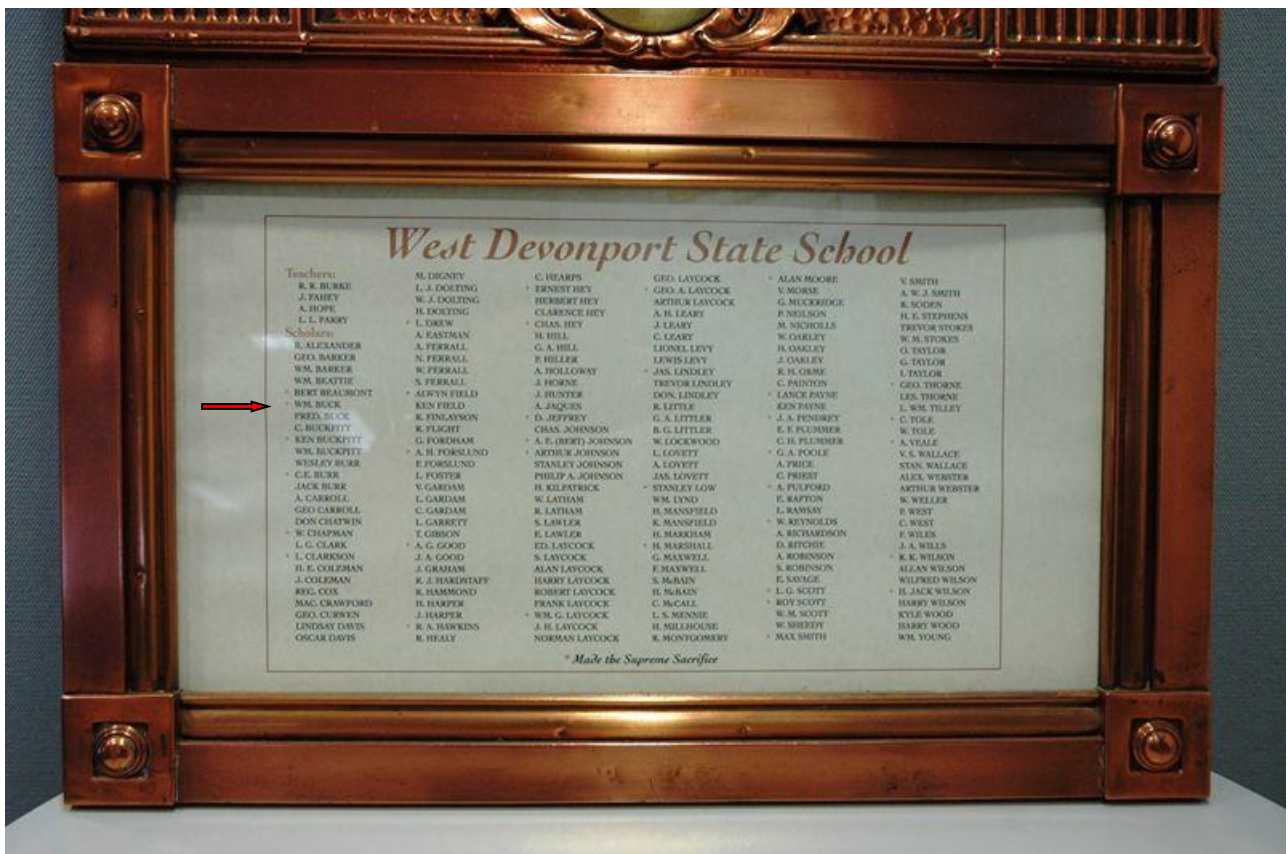 West Devonport State School
Teachers:
R. R. BURKE
J. FAHEY
A. HOPE
L. L. PARRY
Scholars:
R. ALEXANDER
GEO. BARKER
WM. BARKER
WM. BEATTIE
* BERT BEAUMONT
* WM. BUCK
FRED. BUCK
C. BUCKPITT
* KEN BUCKPITT
WM. BUCKPITT
WESLEY BURR
* C.E. BURR
JACK BURR
A. CARROLL
GEO CARROLL
DON CHATWIN
* W. CHAPMAN
L. G. CLARK
* L. CLARKSON
H. E. COLEMAN
J. COLEMAN
REG. COX
MAC. CRAWFORD
GEO. CURWEN
LINDSAY DAVIS
OSCAR DAVIS
M. DIGNEY
L. J. DOLTING
W. J. DOLTING
H. DOLTING
* L. DREW
A. EASTMAN
A. FERRALL
N. FERRALL
W. FERRALL
S. FERRALL
* ALWYN FIELD
KEN FIELD
R. FINLAYSON
R. FLIGHT
G. FORDHAM
* A. H. FORSLUND
F. FORSLUND
L. FOSTER
V. GARDAM
L. GARDAM
C. GARDAM
L. GARRETT
T. GIBSON
* A. G. GOOD
J. A. GOOD
J. GRAHAM
R. J. HARDSTAFF
R. HAMMOND
H. HARPER
J. HARPER
* R. A. HAWKINS
R. HEALY
C. HEARPS
* ERNEST HEY
HERBERT HEY
CLARENCE HEY
* CHAS. HEY
H. HILL
G. A. HILL
P. HILLER
A. HOLLOWAY
J. HORNE
J. HUNTER
A. JAQUES
* D. JEFFREY
CHAS. JOHNSON
* A. E. (BERT) JOHNSON
* ARTHUR JOHNSON
STANLEY JOHNSON
PHILIP A. JOHNSON
H. KILPATRICK
W. LATHAM
R. LATHAM
S. LAWLER
E. LAWLER
ED. LAYCOCK
S. LAYCOCK
ALAN LAYCOCK
HARRY LAYCOCK
ROBERT LAYCOCK
FRANK LAYCOCK
* WM. G. LAYCOCK
J. H. LAYCOCK
NORMAN LAYCOCK
GEO. LAYCOCK
* GEO. A. LAYCOCK
ARTHUR LAYCOCK
A. H. LEARY
J. LEARY
C. LEARY
LIONEL LEVY
LEWIS LEVY
* JAS. LINDLEY
TREVOR LINDLEY
DON. LINDLEY
R. LITTLE
G. A. LITTLER
B. G. LITTLER
W. LOCKWOOD
L. LOVETT
A. LOVETT
JAS. LOVETT
* STANLEY LOW
WM. LYND
H. MANSFIELD
K. MANSFIELD
H. MARKHAM
* H. MARSHALL
G. MAXWELL
F. MAXWELL
S. McBAIN
H. McBAIN
C. McCALL
L. S. MENNIE
H. MILLHOUSE
R. MONTGOMERY
* ALAN MOORE
V. MORSE
G. MUCKRIDGE
P. NEILSON
M. NICHOLLS
W. OAKLEY
H. OAKLEY
J. OAKLEY
R. H. ORME
C. PAINTON
* LANCE PAYNE
KEN PAYNE
* J. A. PENDREY
E. F. PLUMMER
C. H. PLUMMER
* G. A. POOLE
A. PRICE
C. PRIEST
* A. PULFORD
E. RAPTON
L. RAMSAY
* W. REYNOLDS
A. RICHARDSON
D. RITCHIE
A. ROBINSON
S. ROBINSON
E. SAVAGE
* L. G. SCOTT
* ROY SCOTT
W. M. SCOTT
W. SHEEDY
* MAX SMITH
V. SMITH
A. W. J. SMITH
R. SODEN
H. E. STEPHENS
TREVOR STOKES
W. M. STOKES
O. TAYLOR
G. TAYLOR
I. TAYLOR
* GEO. THORNE
LES. THORNE
L. WM. TILLEY
* C. TOLE
W. TOLE
* A. VEALE
V. S. WALLACE
STAN. WALLACE
ALEX. WEBSTER
ARTHUR WEBSTER
W. WELLER
P. WEST
C. WEST
F. WILES
J. A. WILLS
* R. K. WILSON
ALLAN WILSON
WILFRED WILSON
* H. JACK WILSON
HARRY WILSON
KYLE WOOD
HARRY WOOD
WM. YOUNG
* Made the Supreme Sacrifice